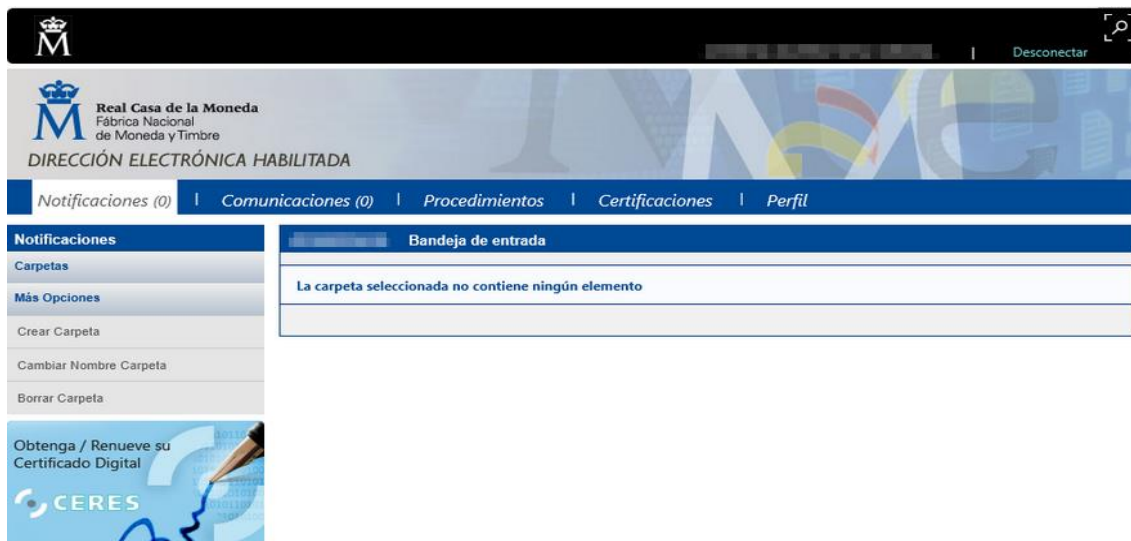 Desconectar
Real Casa de la Moneda
Fábrica Nacional
de Moneda y Timbre
DIRECCIÓN ELECTRÓNICA HABILITADA
Notificaciones (0) | Comunicaciones (0) | Procedimientos | Certificaciones | Perfil
Notificaciones
Carpetas
Más Opciones
Crear Carpeta
Cambiar Nombre Carpeta
Borrar Carpeta
Bandeja de entrada
La carpeta seleccionada no contiene ningún elemento
Obtenga / Renueve su
Certificado Digital
CERES